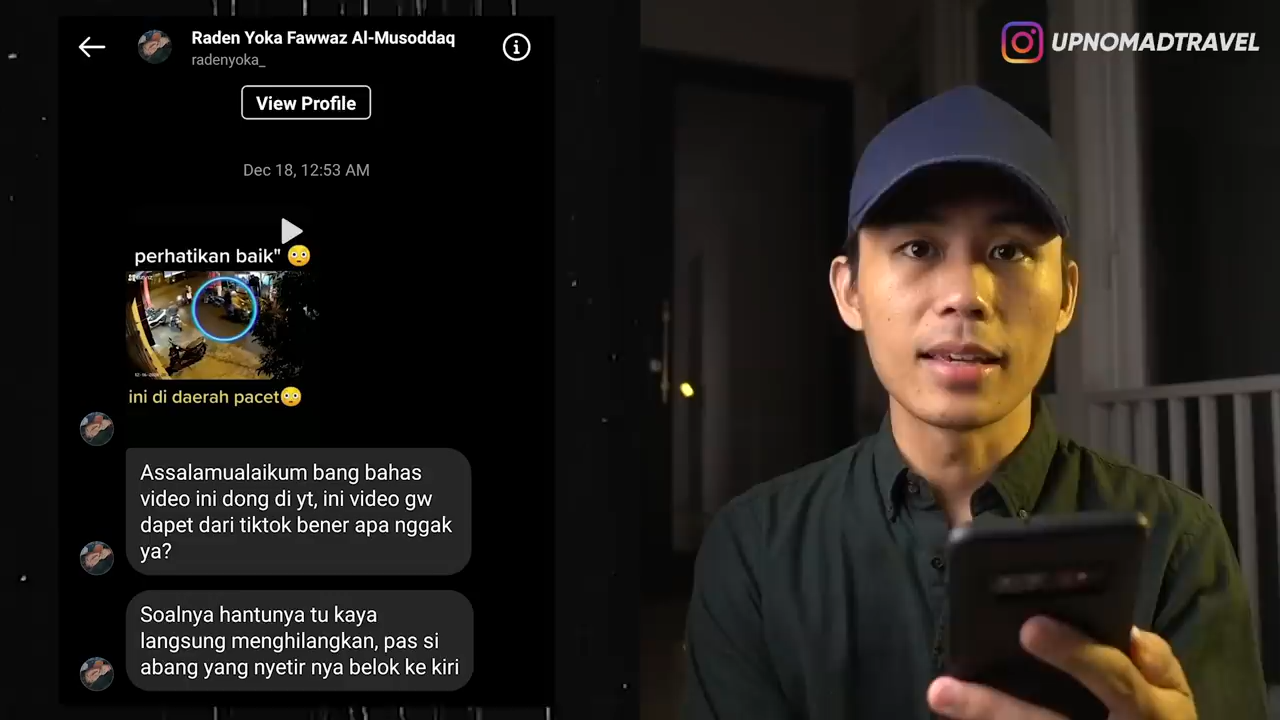 Raden Yoka Fawwaz Al-Musoddaq
radenyoka_
View Profile
Dec 18, 12:53 AM
perhatikan baik" 😳
ini di daerah pacet😳
Assalamualaikum bang bahas
video ini dong di yt, ini video gw
dapet dari tiktok bener apa nggak
ya?
Soalnya hantunya tu kaya
langsung menghilangkan, pas si
abang yang nyetir nya belok ke kiri
UPNOMADTRAVEL